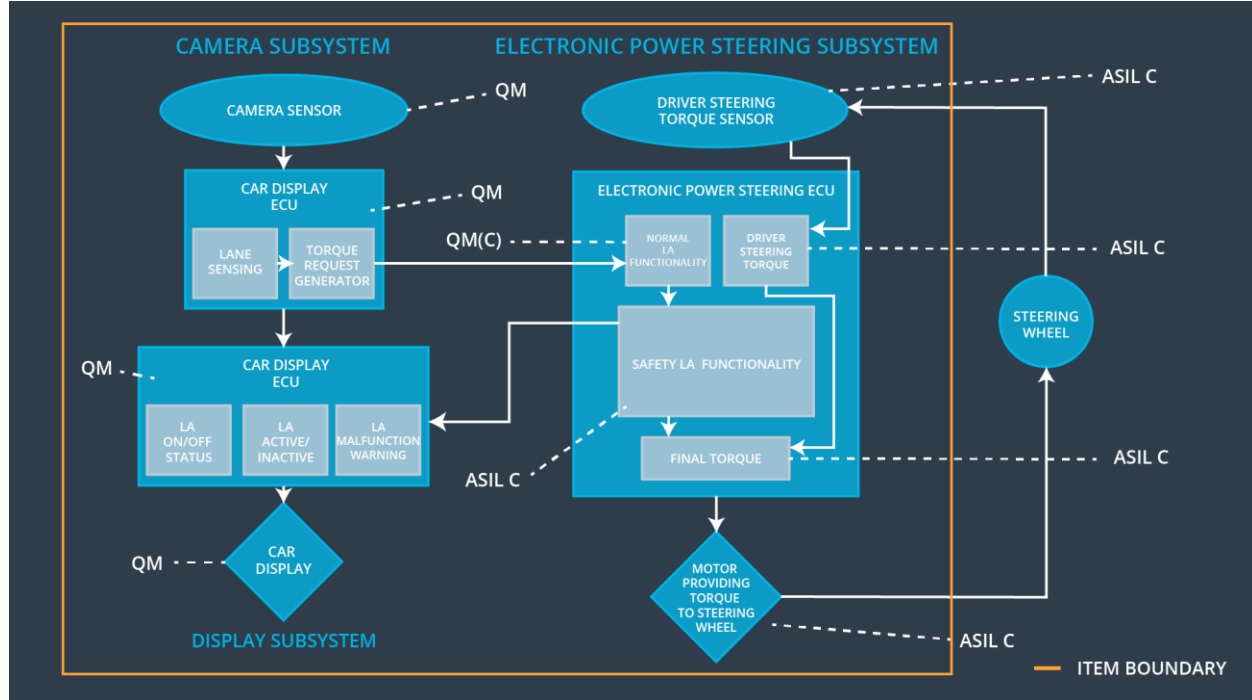 CAMERA SUBSYSTEM
ELECTRONIC POWER STEERING SUBSYSTEM
CAMERA SENSOR
QM
DRIVER STEERING
TORQUE SENSOR
ASIL C
CAR DISPLAY
ECU
QM
LANE
SENSING
TORQUE
REQUEST
GENERATOR
ELECTRONIC POWER STEERING ECU
QM(C)
NORMAL
LA
FUNCTIONALITY
DRIVER
STEERING
TORQUE
ASIL C
STEERING
WHEEL
CAR DISPLAY
ECU
QM
LA
ON/OFF
STATUS
LA
ACTIVE/
INACTIVE
LA
MALFUNCTION
WARNING
SAFETY LA FUNCTIONALITY
ASIL C
FINAL TORQUE
ASIL C
QM
CAR
DISPLAY
MOTOR
PROVIDING
TORQUE
TO STEERING
WHEEL
ASIL C
DISPLAY SUBSYSTEM
ITEM BOUNDARY